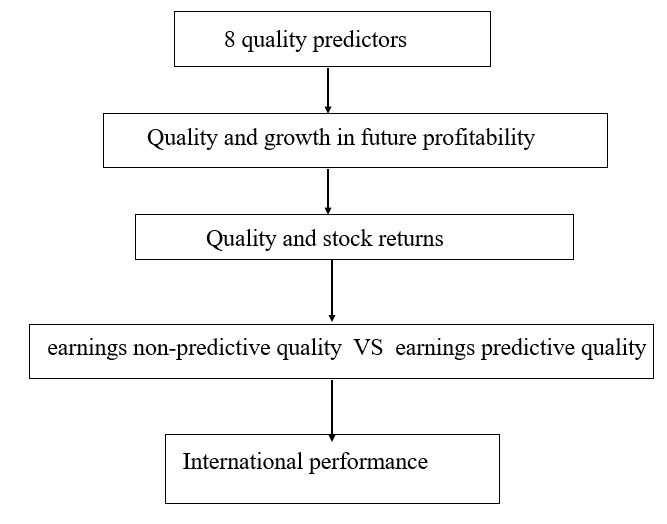 8 quality predictors
Quality and growth in future profitability
Quality and stock returns
earnings non-predictive quality VS earnings predictive quality
International performance